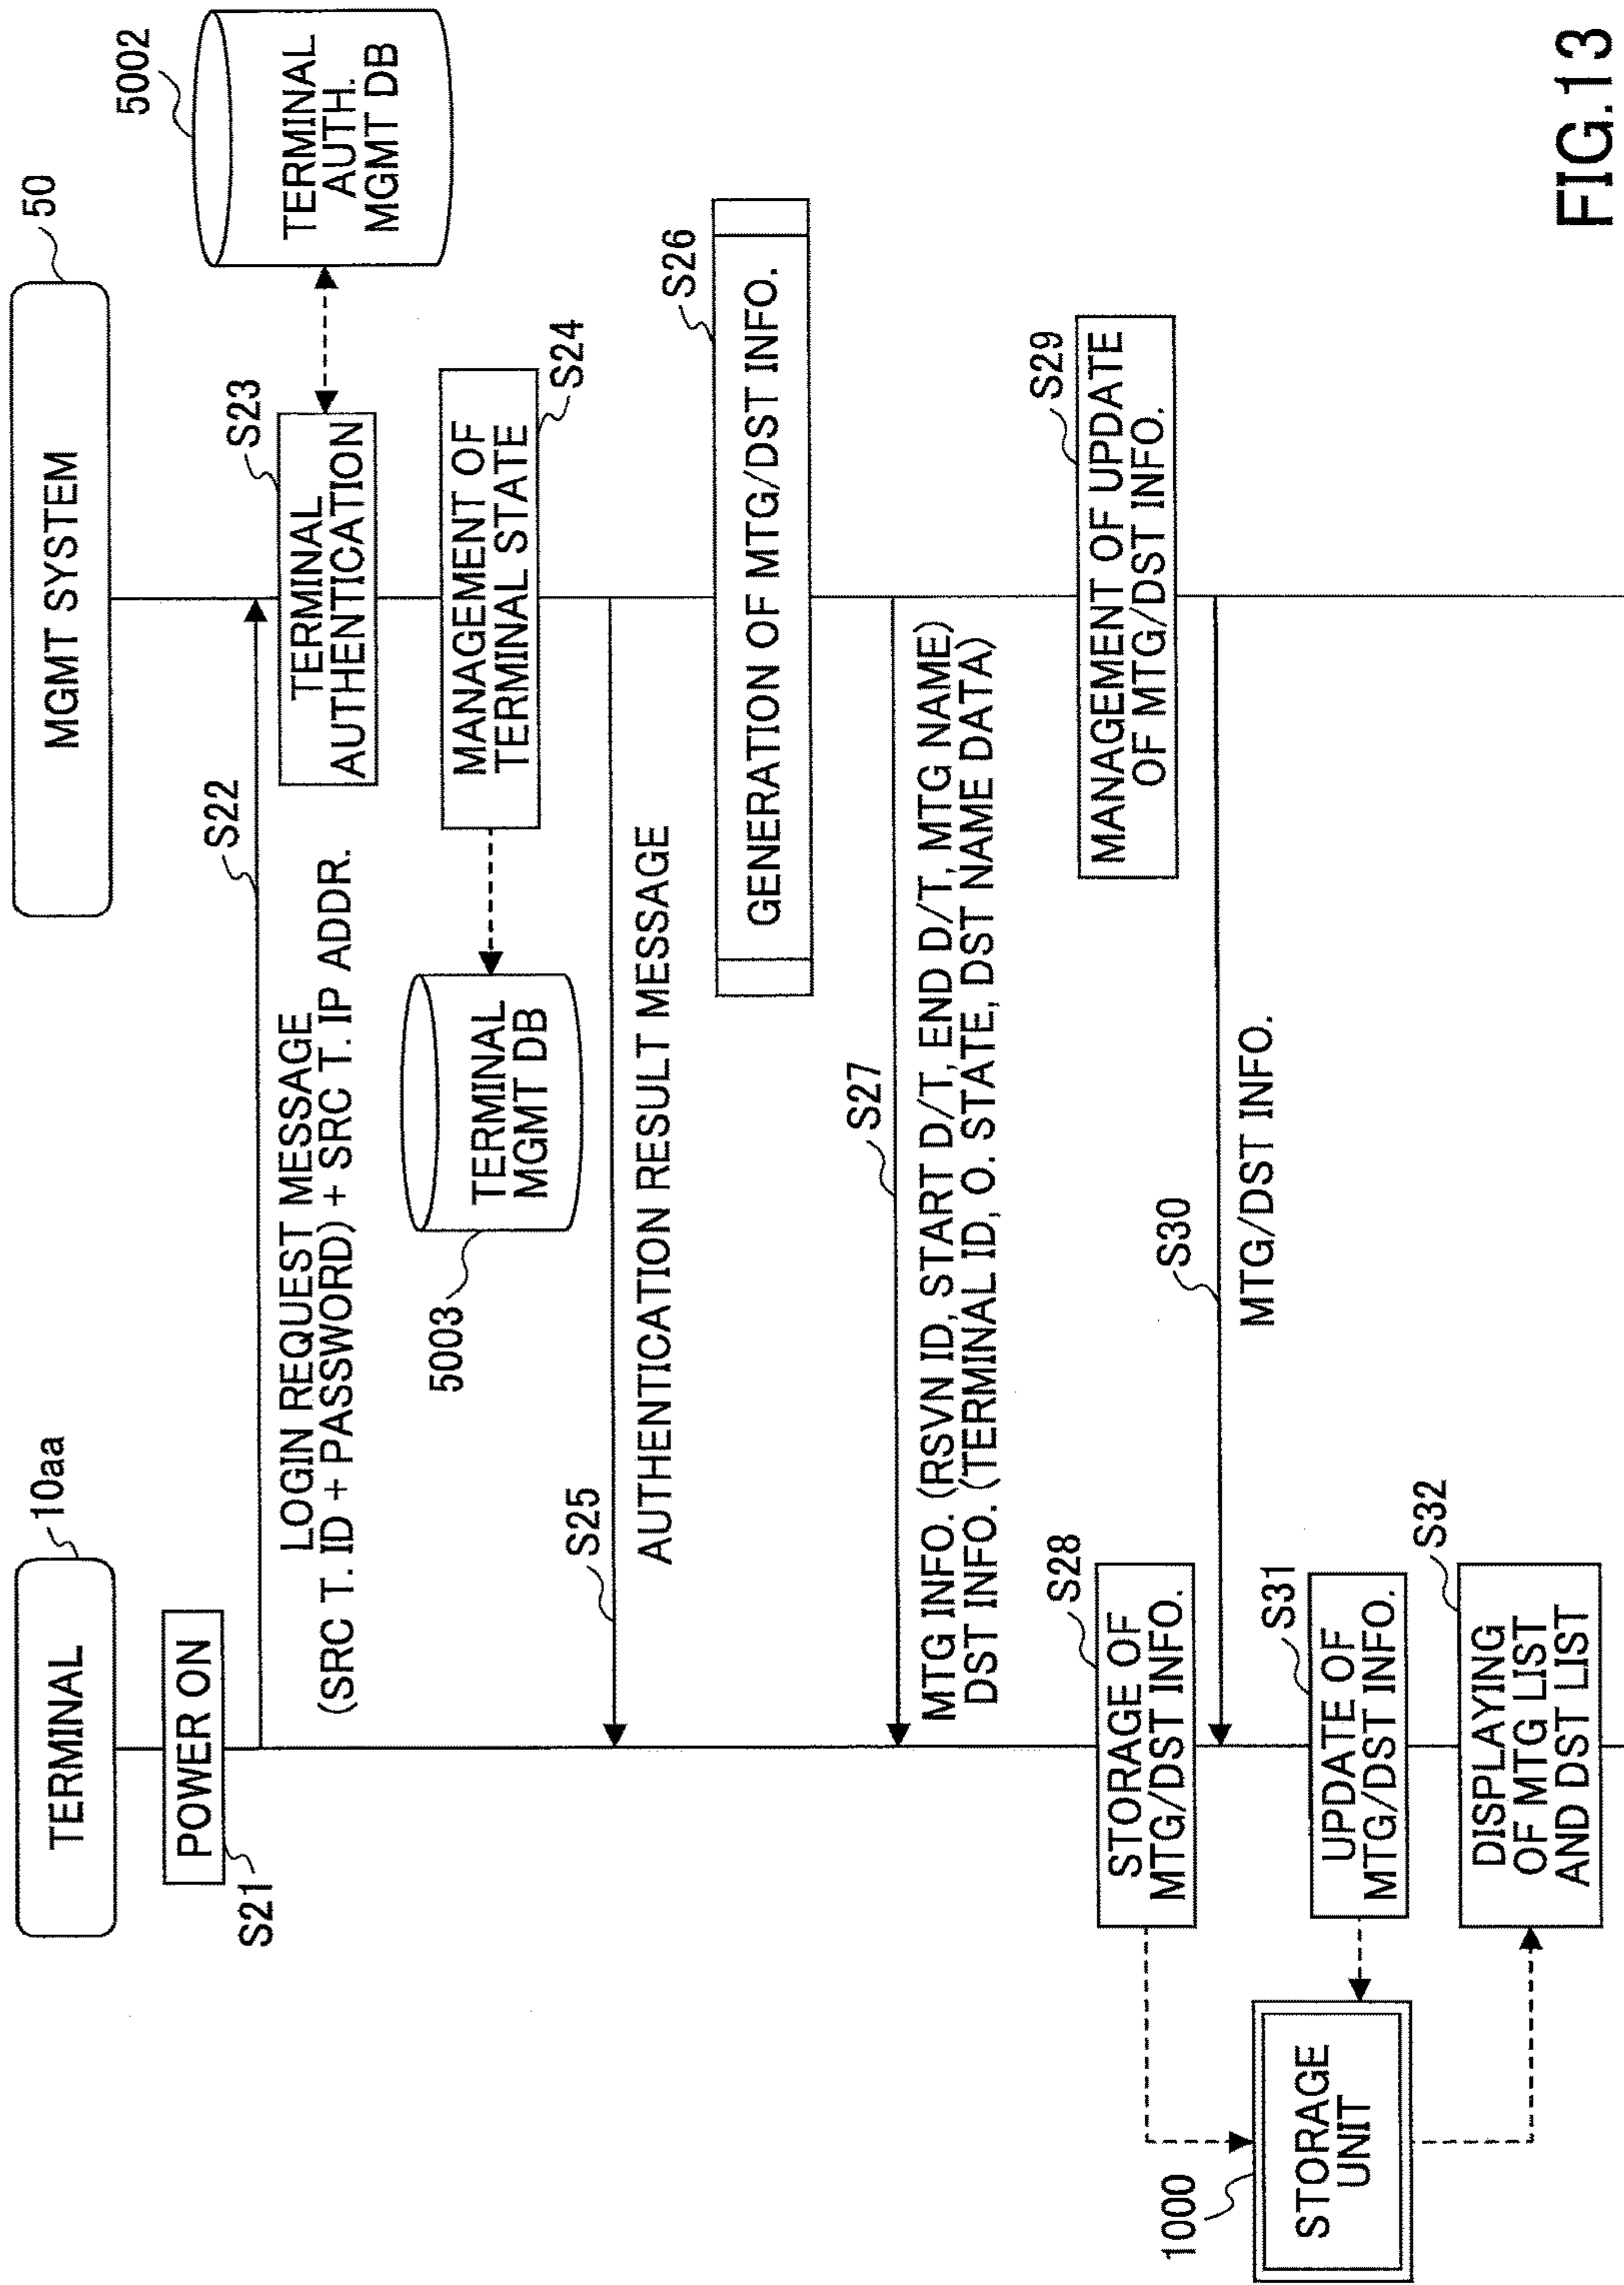 TERMINAL
10aa
MGMT SYSTEM
50
POWER ON
S21
S22
LOGIN REQUEST MESSAGE
(SRC T. ID + PASSWORD) + SRC T. IP ADDR.
S23
TERMINAL
AUTHENTICATION
5002
TERMINAL
AUTH.
MGMT DB
MANAGEMENT OF
TERMINAL STATE
S24
5003
TERMINAL
MGMT DB
S25
AUTHENTICATION RESULT MESSAGE
S26
GENERATION OF MTG/DST INFO.
S27
MTG INFO. (RSVN ID, START D/T, END D/T, MTG NAME)
DST INFO. (TERMINAL ID, O. STATE, DST NAME DATA)
S28
STORAGE OF
MTG/DST INFO.
S29
MANAGEMENT OF UPDATE
OF MTG/DST INFO.
S30
MTG/DST INFO.
1000
STORAGE
UNIT
S31
UPDATE OF
MTG/DST INFO.
S32
DISPLAYING
OF MTG LIST
AND DST LIST
FIG.13